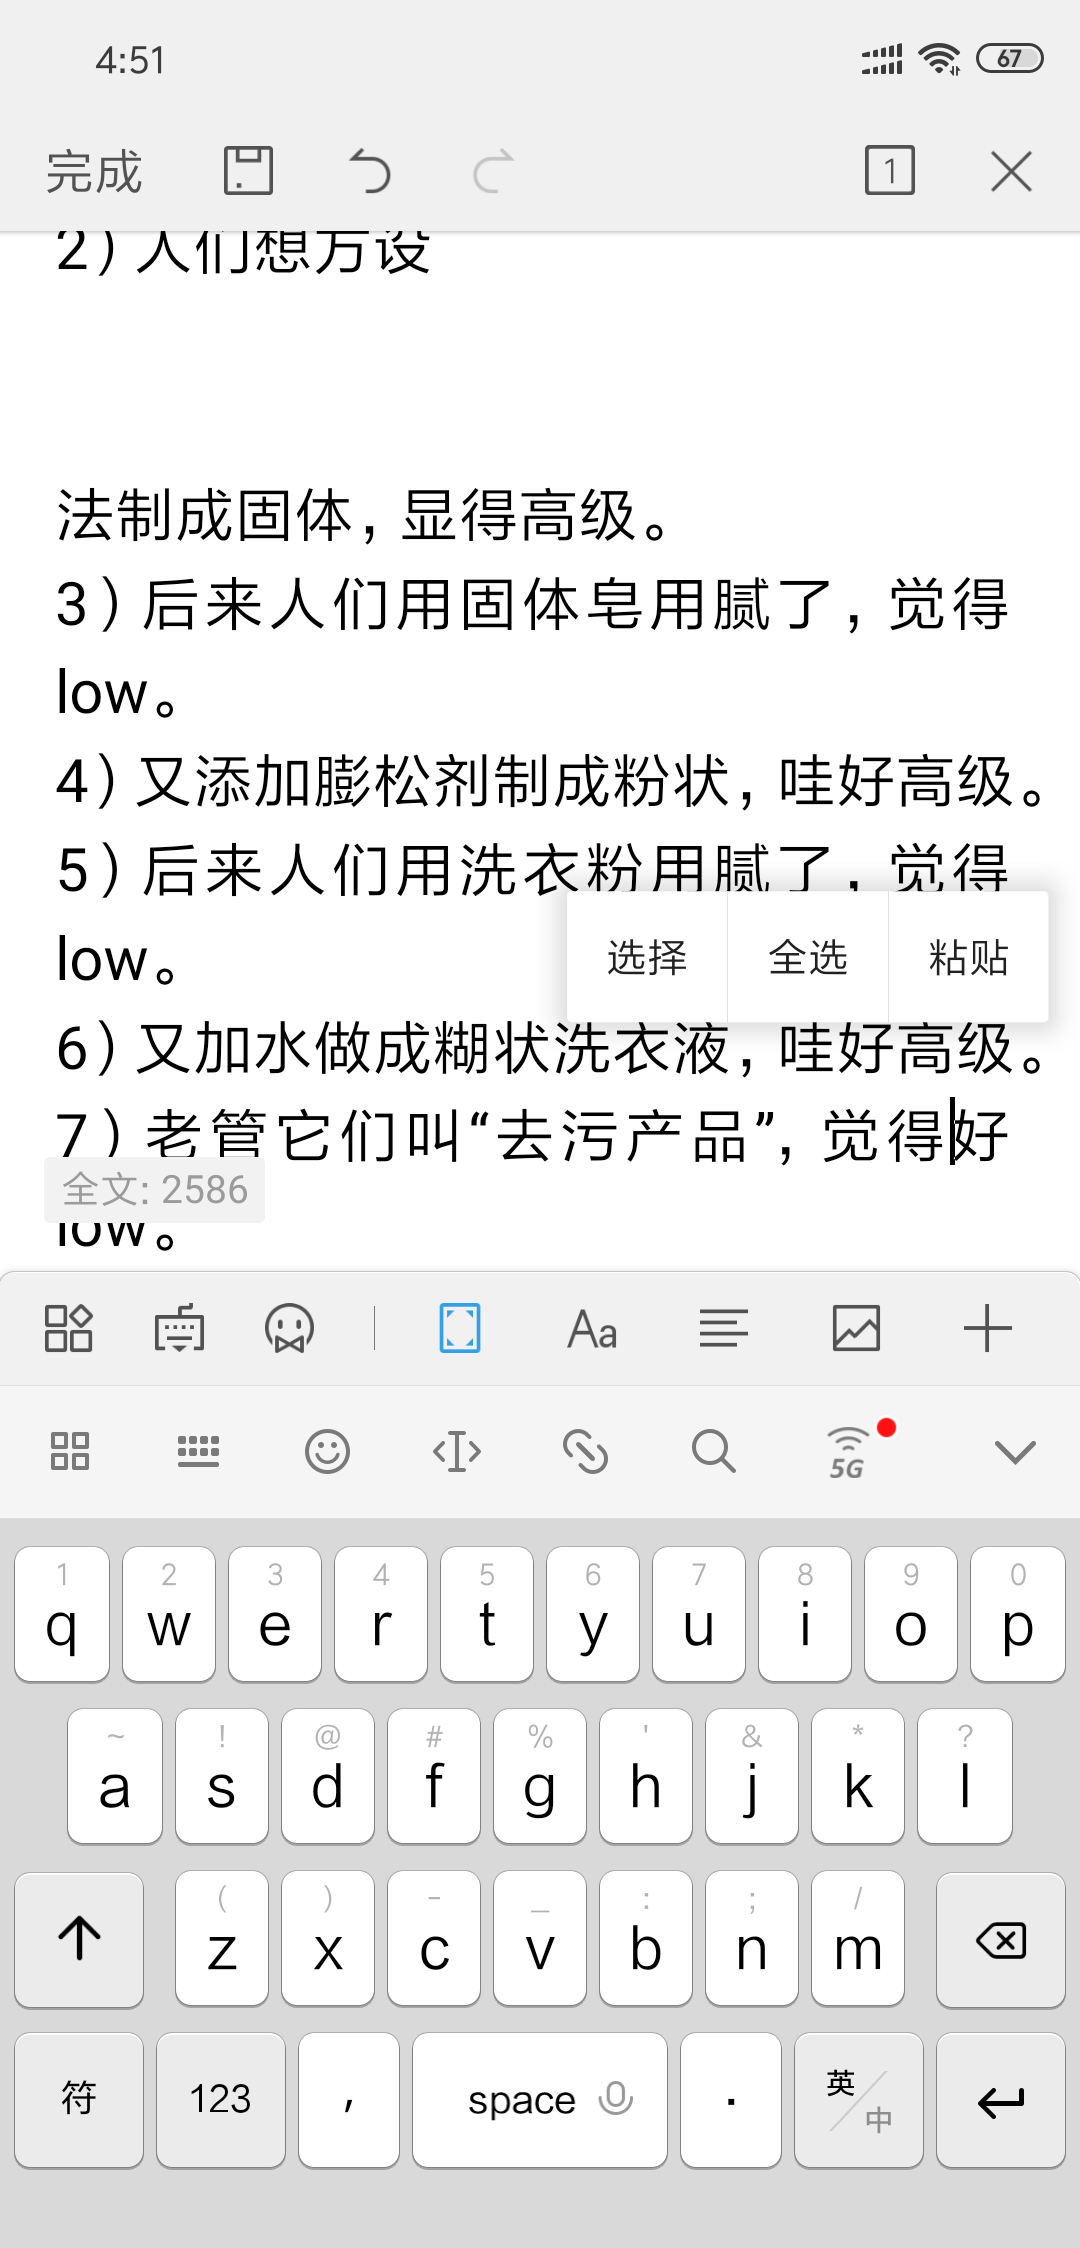 4:51
67
完成
1
2）人们想方设
法制成固体，显得高级。
3）后来人们用固体皂用腻了，觉得
low。
4）又添加膨松剂制成粉状，哇好高级。
5）后来人们用洗衣粉用腻了，觉得
low。
选择 全选 粘贴
6）又加水做成糊状洗衣液，哇好高级。
7）老管它们叫“去污产品”，觉得好
全文: 2586
low。
Aa
5G
1 2 3 4 5 6 7 8 9 0
q w e r t y u i o p
~ ! @ # % ' & * ?
a s d f g h j k l
( ) - _ : ; /
z x c v b n m
符 123 , space . 英/中